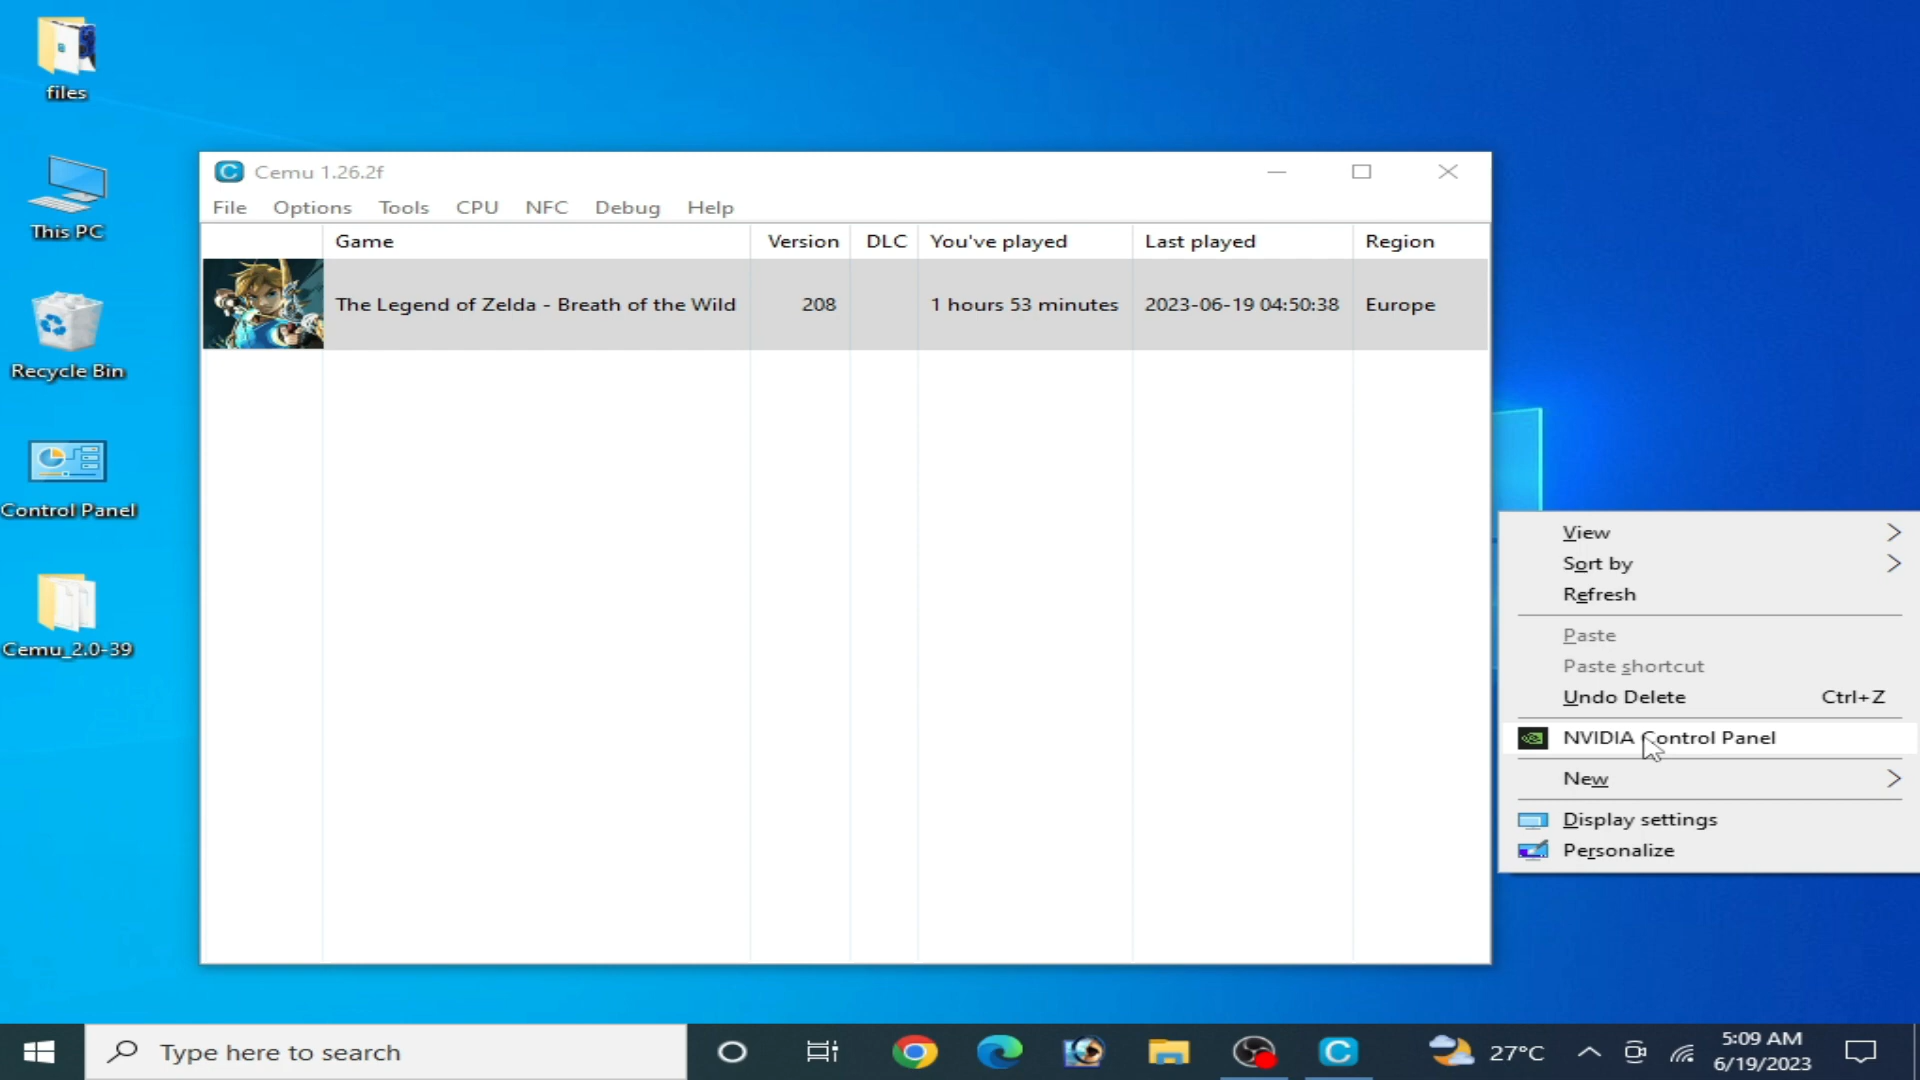 files
This PC
Recycle Bin
Control Panel
Cemu_2.0-39
Cemu 1.26.2f
File Options Tools CPU NFC Debug Help
Game Version DLC You've played Last played Region
The Legend of Zelda - Breath of the Wild 208 1 hours 53 minutes 2023-06-19 04:50:38 Europe
View
Sort by
Refresh
Paste
Paste shortcut
Undo Delete Ctrl+Z
NVIDIA Control Panel
New
Display settings
Personalize
Type here to search
27°C
5:09 AM
6/19/2023